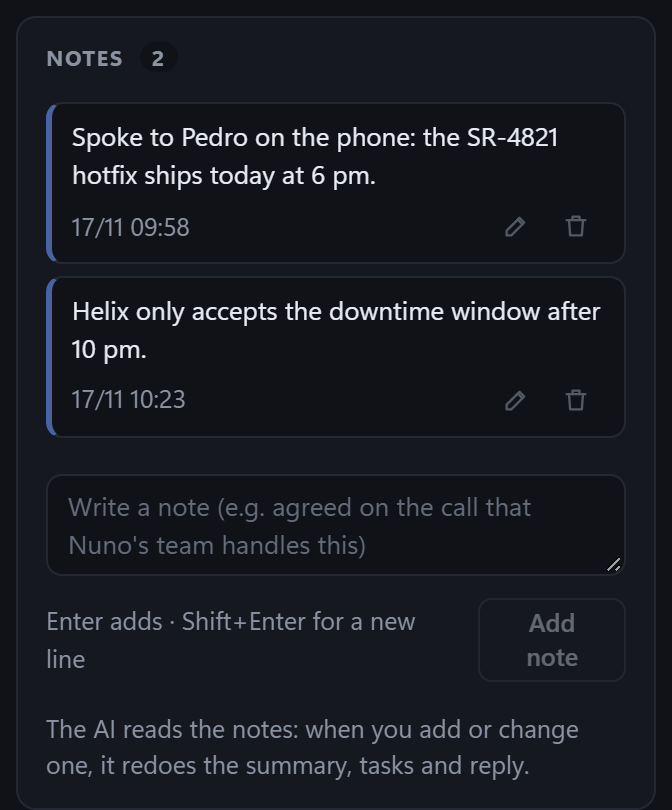 NOTES 2
Spoke to Pedro on the phone: the SR-4821
hotfix ships today at 6 pm.
17/11 09:58
Helix only accepts the downtime window after
10 pm.
17/11 10:23
Write a note (e.g. agreed on the call that
Nuno's team handles this)
Enter adds · Shift+Enter for a new
line
Add
note
The AI reads the notes: when you add or change
one, it redoes the summary, tasks and reply.